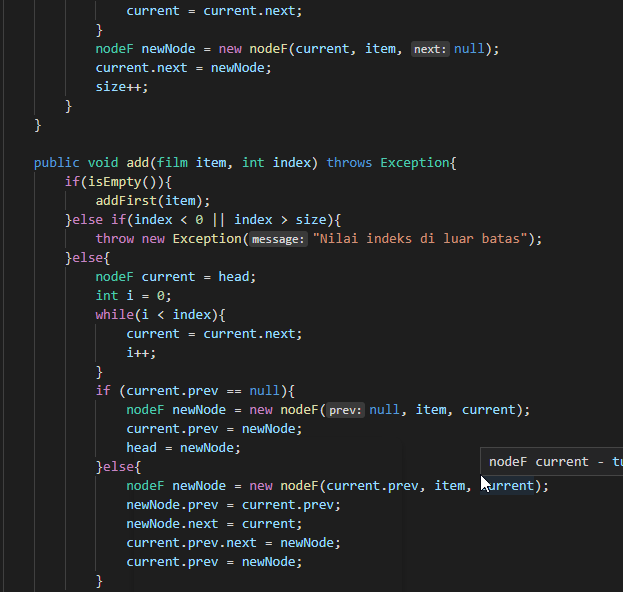 current = current.next;
}
nodeF newNode = new nodeF(current, item, next: null);
current.next = newNode;
size++;
}
}
public void add(film item, int index) throws Exception{
if(isEmpty()){
addFirst(item);
}else if(index < 0 || index > size){
throw new Exception(message: "Nilai indeks di luar batas");
}else{
nodeF current = head;
int i = 0;
while(i < index){
current = current.next;
i++;
}
if (current.prev == null){
nodeF newNode = new nodeF(prev: null, item, current);
current.prev = newNode;
head = newNode;
}else{
nodeF current - tu
nodeF newNode = new nodeF(current.prev, item, current);
newNode.prev = current.prev;
newNode.next = current;
current.prev.next = newNode;
current.prev = newNode;
}